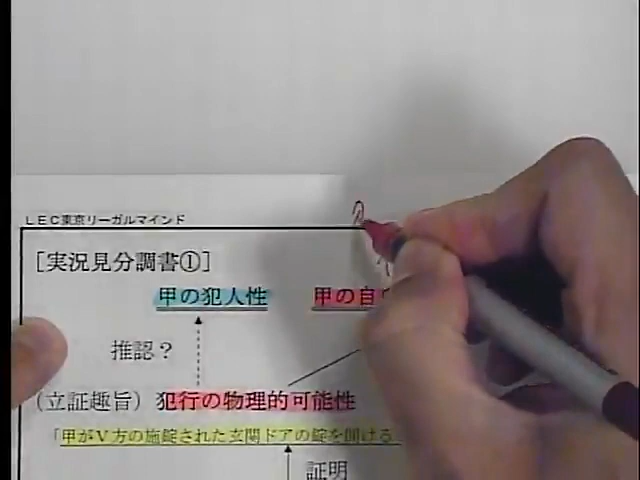 LEC東京リーガルマインド
[実況見分調書①]
甲の犯人性 甲の自
推認？
(立証趣旨) 犯行の物理的可能性
「甲がV方の施錠された玄関ドアの錠を開ける
証明